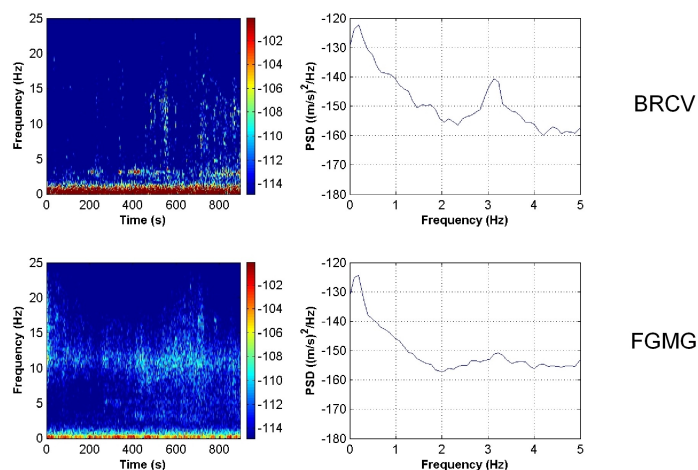 25
20
15
10
5
0
Frequency (Hz)
0 200 400 600 800
Time (s)
-102
-104
-106
-108
-110
-112
-114
-120
-130
-140
-150
-160
-170
-180
PSD ((m/s)²/Hz)
0 1 2 3 4 5
Frequency (Hz)
BRCV
25
20
15
10
5
0
Frequency (Hz)
0 200 400 600 800
Time (s)
-102
-104
-106
-108
-110
-112
-114
-120
-130
-140
-150
-160
-170
-180
PSD ((m/s)²/Hz)
0 1 2 3 4 5
Frequency (Hz)
FGMG